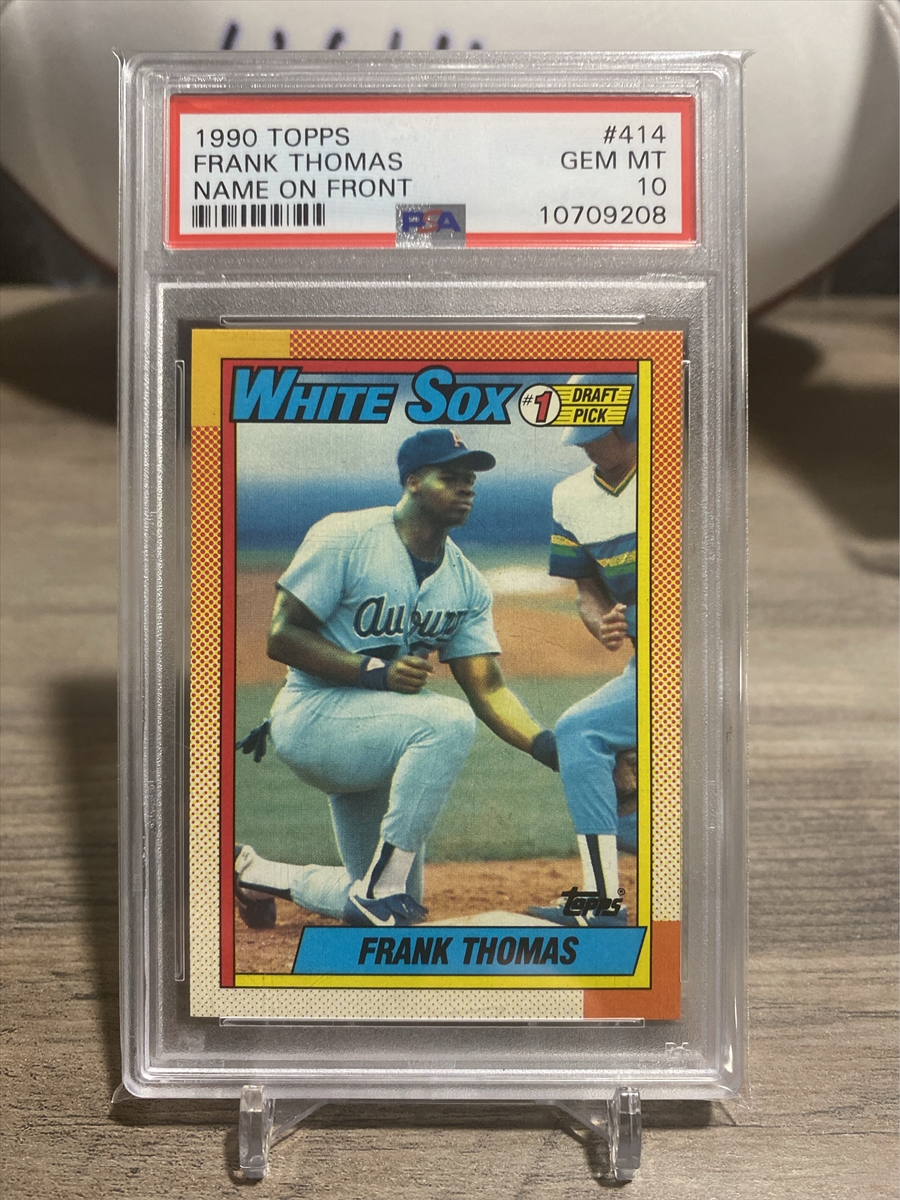 1990 TOPPS #414
FRANK THOMAS GEM MT
NAME ON FRONT 10
PSA 10709208
WHITE SOX #1 DRAFT PICK
A
Auburn
topps®
FRANK THOMAS